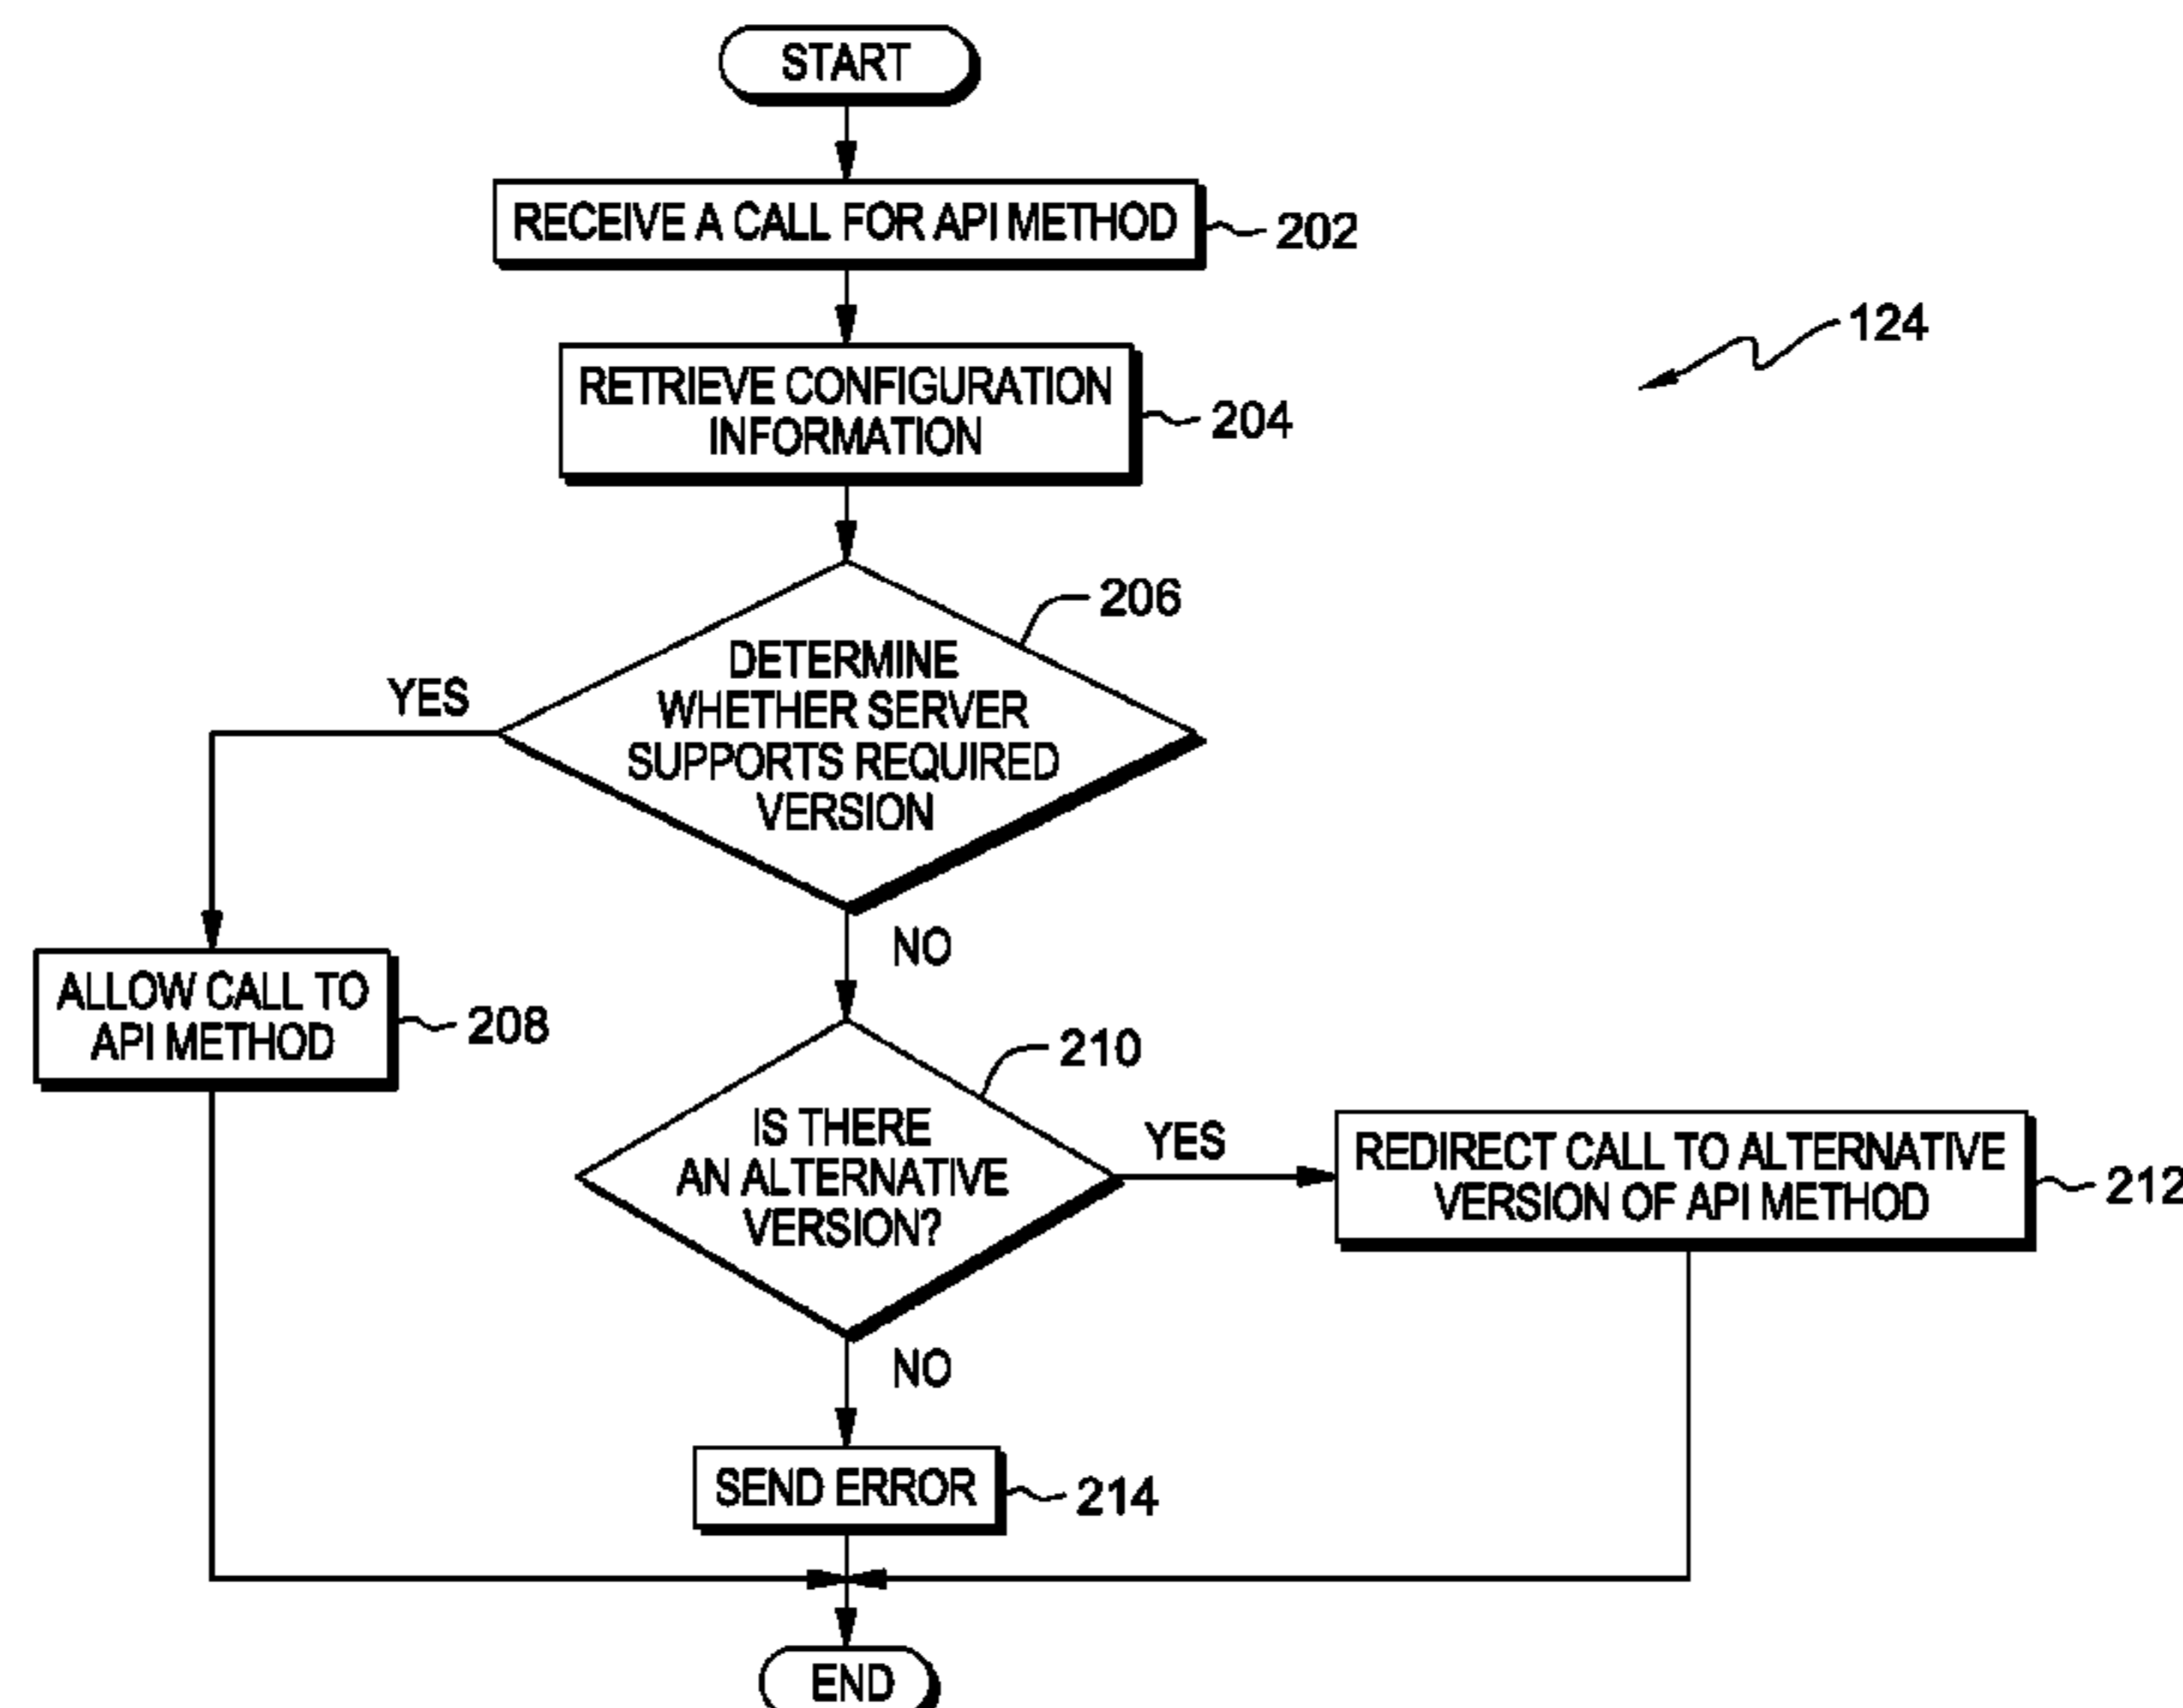 START
RECEIVE A CALL FOR API METHOD
202
RETRIEVE CONFIGURATION
INFORMATION
204
124
206
DETERMINE
WHETHER SERVER
SUPPORTS REQUIRED
VERSION
YES
NO
ALLOW CALL TO
API METHOD
208
210
IS THERE
AN ALTERNATIVE
VERSION?
YES
REDIRECT CALL TO ALTERNATIVE
VERSION OF API METHOD
212
NO
SEND ERROR
214
END